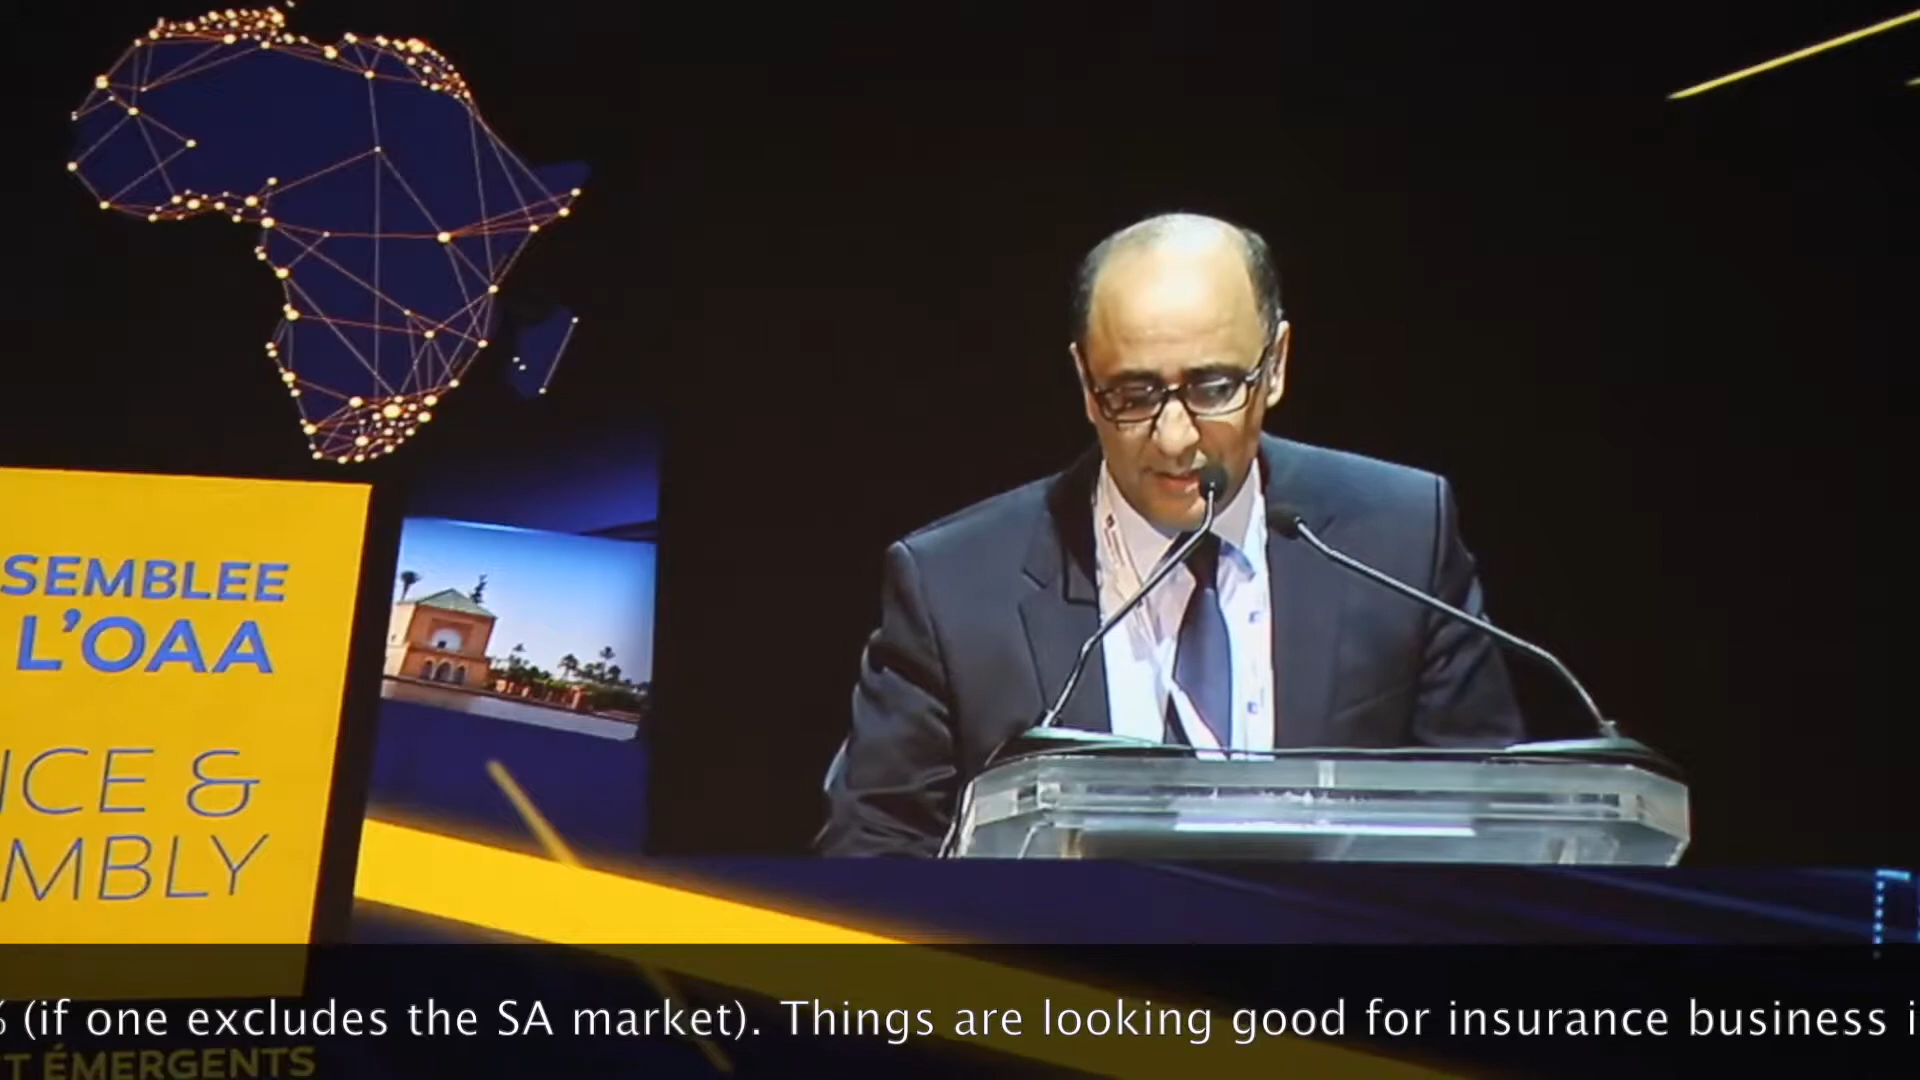 SEMBLEE
L'OAA
ICE &
MBLY
% (if one excludes the SA market). Things are looking good for insurance business i
T ÉMERGENTS